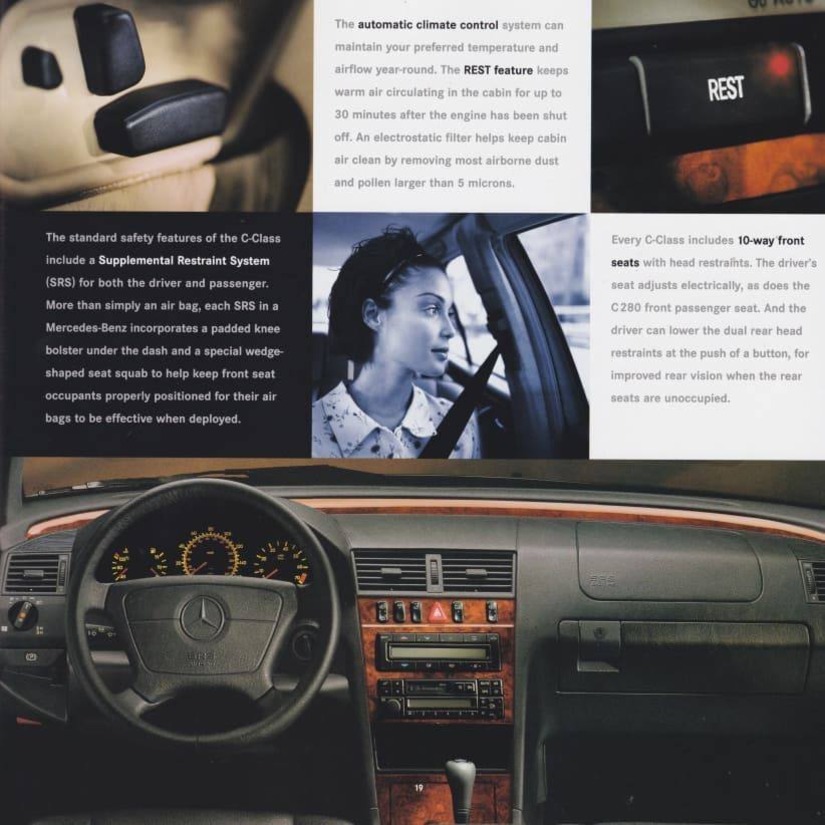 The automatic climate control system can
maintain your preferred temperature and
airflow year-round. The REST feature keeps
warm air circulating in the cabin for up to
30 minutes after the engine has been shut
off. An electrostatic filter helps keep cabin
air clean by removing most airborne dust
and pollen larger than 5 microns.
REST
The standard safety features of the C-Class
include a Supplemental Restraint System
(SRS) for both the driver and passenger.
More than simply an air bag, each SRS in a
Mercedes-Benz incorporates a padded knee
bolster under the dash and a special wedge-
shaped seat squab to help keep front seat
occupants properly positioned for their air
bags to be effective when deployed.
Every C-Class includes 10-way front
seats with head restraints. The driver's
seat adjusts electrically, as does the
C 280 front passenger seat. And the
driver can lower the dual rear head
restraints at the push of a button, for
improved rear vision when the rear
seats are unoccupied.
SRS
SRS
19